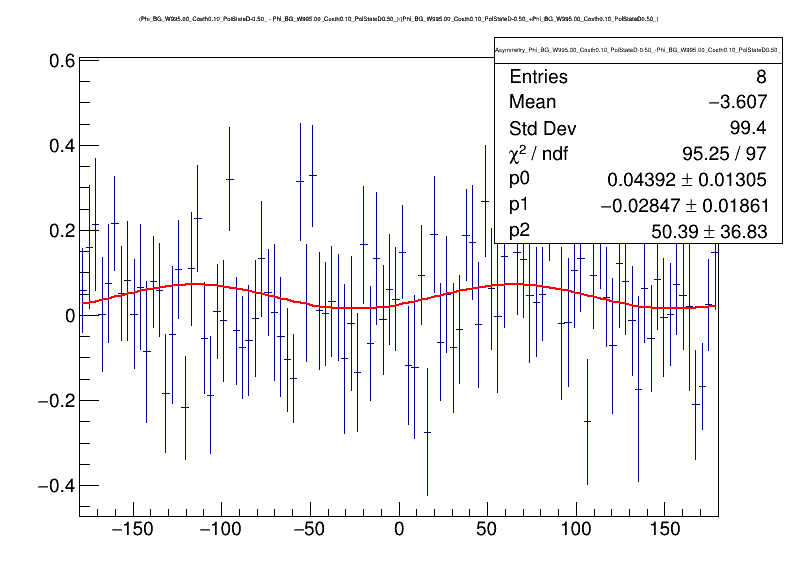 (Phi_BG_W995.00_Costh0.10_PolStateD-0.50_ - Phi_BG_W995.00_Costh0.10_PolStateD0.50_)/(Phi_BG_W995.00_Costh0.10_PolStateD-0.50_+Phi_BG_W995.00_Costh0.10_PolStateD0.50_)
Asymmetry_Phi_BG_W995.00_Costh0.10_PolStateD-0.50_-Phi_BG_W995.00_Costh0.10_PolStateD0.50_
Entries 8
Mean −3.607
Std Dev 99.4
χ² / ndf 95.25 / 97
p0 0.04392 ± 0.01305
p1 −0.02847 ± 0.01861
p2 50.39 ± 36.83
0.6
0.4
0.2
0
−0.2
−0.4
−150 −100 −50 0 50 100 150